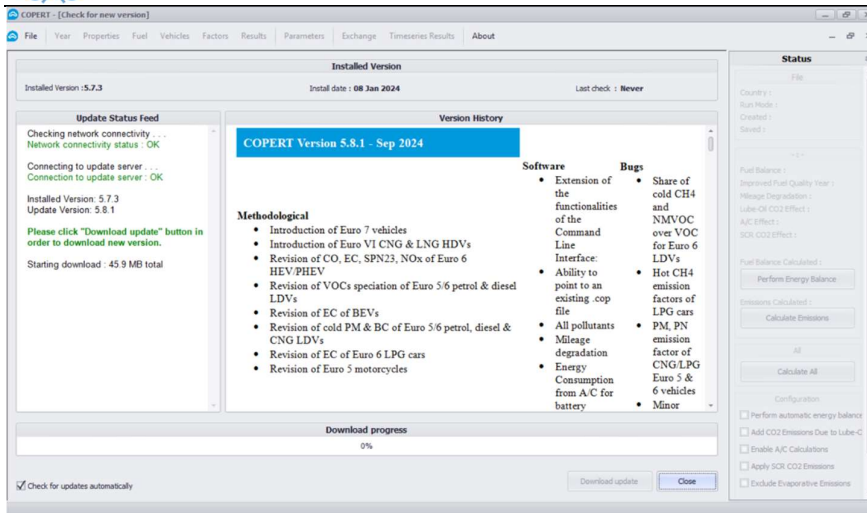 COPERT - [Check for new version]
File Year Properties Fuel Vehicles Factors Results Parameters Exchange Timeseries Results About
Installed Version
Installed Version :5.7.3 Install date : 08 Jan 2024 Last check : Never
Update Status Feed
Checking network connectivity . . .
Network connectivity status : OK
Connecting to update server . . .
Connection to update server : OK
Installed Version: 5.7.3
Update Version: 5.8.1
Please click "Download update" button in
order to download new version.
Starting download : 45.9 MB total
Version History
COPERT Version 5.8.1 - Sep 2024
Methodological
• Introduction of Euro 7 vehicles
• Introduction of Euro VI CNG & LNG HDVs
• Revision of CO, EC, SPN23, NOx of Euro 6
HEV/PHEV
• Revision of VOCs speciation of Euro 5/6 petrol & diesel
LDVs
• Revision of EC of BEVs
• Revision of cold PM & BC of Euro 5/6 petrol, diesel &
CNG LDVs
• Revision of EC of Euro 6 LPG cars
• Revision of Euro 5 motorcycles
Software
• Extension of
the
functionalities
of the
Command
Line
Interface:
• Ability to
point to an
existing .cop
file
• All pollutants
• Mileage
degradation
• Energy
Consumption
from A/C for
battery
Bugs
• Share of
cold CH4
and
NMVOC
over VOC
for Euro 6
LDVs
• Hot CH4
emission
factors of
LPG cars
• PM, PN
emission
factor of
CNG/LPG
Euro 5 &
6 vehicles
• Minor
Download progress
0%
Check for updates automatically
Download update Close
Status
File
Country :
Run Mode :
Created :
Saved :
Fuel Balance :
Improved Fuel Quality Year :
Mileage Degradation :
Lube-Oil CO2 Effect :
A/C Effect :
SCR CO2 Effect :
Fuel Balance Calculated :
Perform Energy Balance
Emissions Calculated :
Calculate Emissions
All
Calculate All
Configuration
Perform automatic energy balance
Add CO2 Emissions Due to Lube-C
Enable A/C Calculations
Apply SCR CO2 Emissions
Exclude Evaporative Emissions